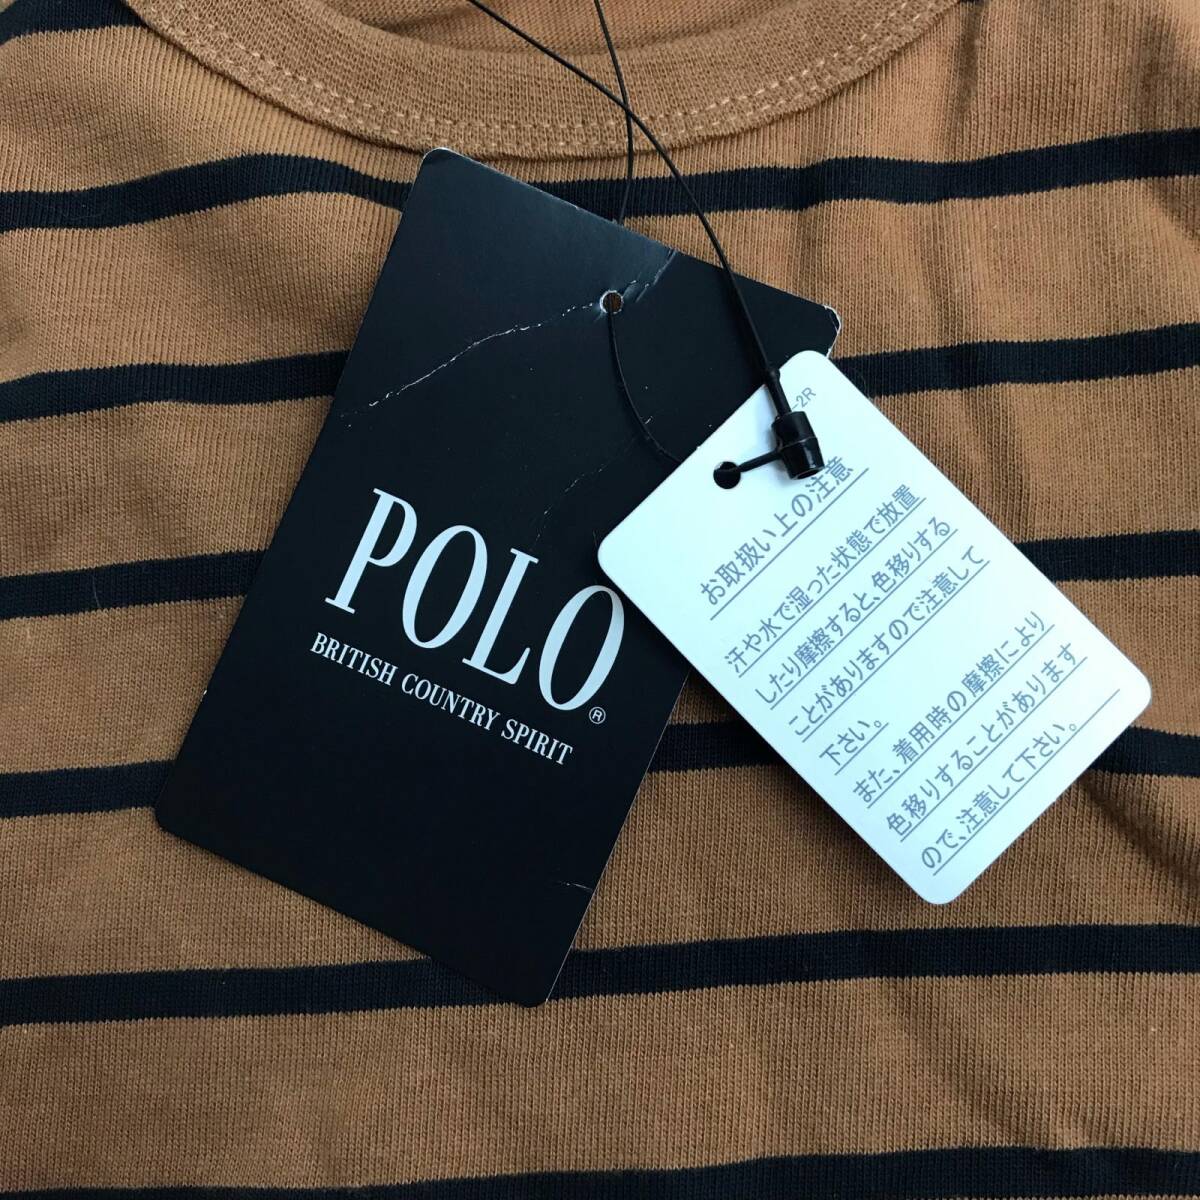 POLO
®
BRITISH COUNTRY SPIRIT
-2R
お取扱い上の注意
汗や水で湿った状態で放置
したり摩擦すると、色移りする
ことがありますので注意して
下さい。
また、着用時の摩擦により
色移りすることがあります
ので、注意して下さい。